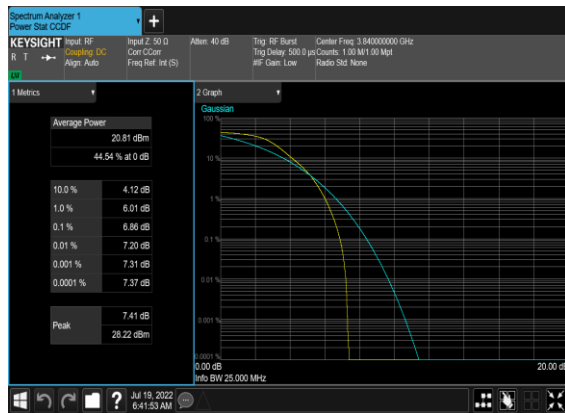 Spectrum Analyzer 1
Power Stat CCDF
+
KEYSIGHT
R T
LXI
Input: RF
Coupling: DC
Align: Auto
Input Z: 50 Ω
Corr CCorr
Freq Ref: Int (S)
Atten: 40 dB
Trig: RF Burst
Trig Delay: 500.0 µs
#IF Gain: Low
Center Freq: 3.840000000 GHz
Counts: 1.00 M/1.00 Mpt
Radio Std: None
1 Metrics
Average Power
20.81 dBm
44.54 % at 0 dB
10.0 % 4.12 dB
1.0 % 6.01 dB
0.1 % 6.86 dB
0.01 % 7.20 dB
0.001 % 7.31 dB
0.0001 % 7.37 dB
Peak
7.41 dB
28.22 dBm
2 Graph
Gaussian
100 %
10 %
1 %
0.1 %
0.01 %
0.001 %
0.0001 %
0.00 dB
20.00 dB
Info BW 25.000 MHz
?
Jul 19, 2022
6:41:53 AM